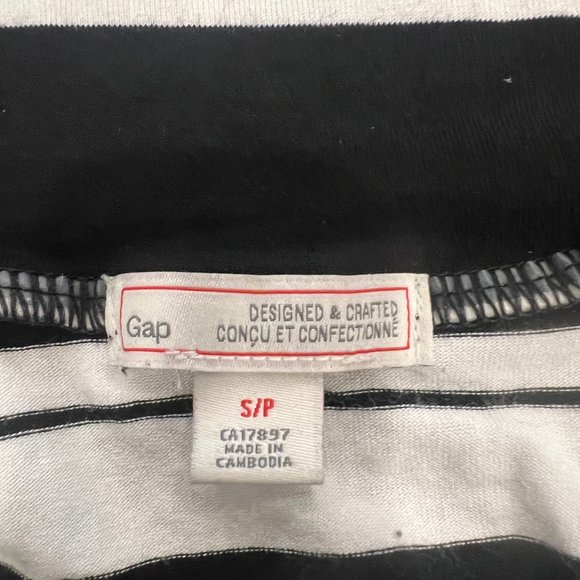 Gap
DESIGNED & CRAFTED
CONÇU ET CONFECTIONNÉ
S/P
CA17897
MADE IN
CAMBODIA